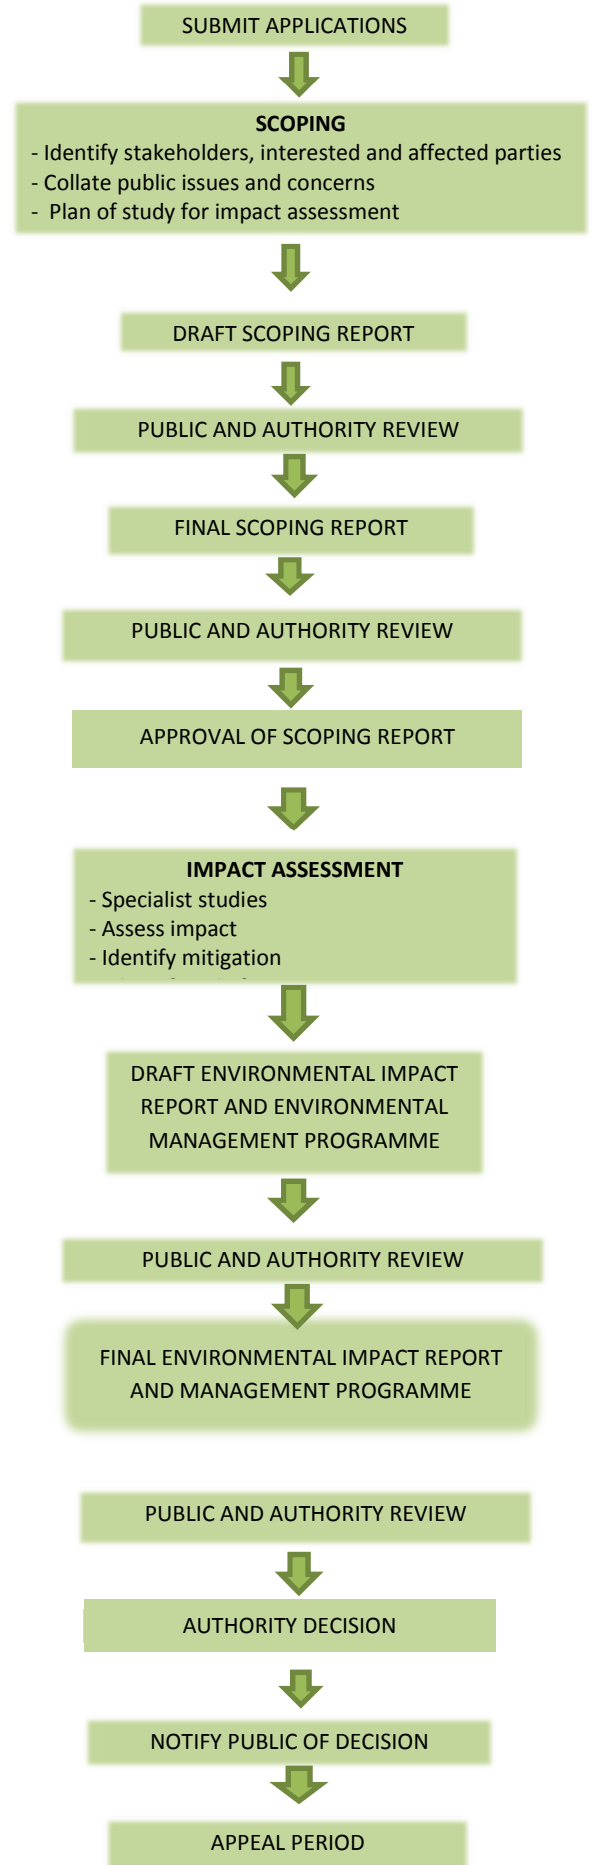 SUBMIT APPLICATIONS
SCOPING
- Identify stakeholders, interested and affected parties
- Collate public issues and concerns
- Plan of study for impact assessment
DRAFT SCOPING REPORT
PUBLIC AND AUTHORITY REVIEW
FINAL SCOPING REPORT
PUBLIC AND AUTHORITY REVIEW
APPROVAL OF SCOPING REPORT
IMPACT ASSESSMENT
- Specialist studies
- Assess impact
- Identify mitigation
DRAFT ENVIRONMENTAL IMPACT
REPORT AND ENVIRONMENTAL
MANAGEMENT PROGRAMME
PUBLIC AND AUTHORITY REVIEW
FINAL ENVIRONMENTAL IMPACT REPORT
AND MANAGEMENT PROGRAMME
PUBLIC AND AUTHORITY REVIEW
AUTHORITY DECISION
NOTIFY PUBLIC OF DECISION
APPEAL PERIOD